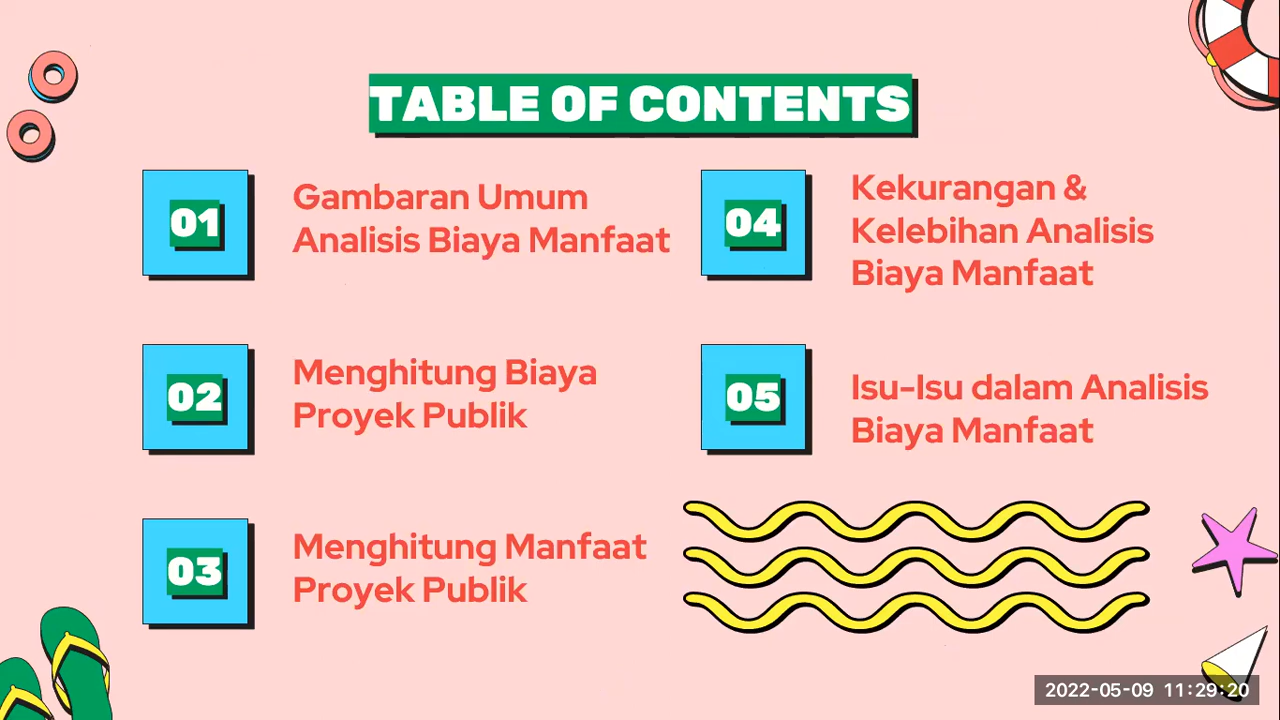 TABLE OF CONTENTS
01
Gambaran Umum
Analisis Biaya Manfaat
02
Menghitung Biaya
Proyek Publik
03
Menghitung Manfaat
Proyek Publik
04
Kekurangan &
Kelebihan Analisis
Biaya Manfaat
05
Isu-Isu dalam Analisis
Biaya Manfaat
2022-05-09 11:29:20